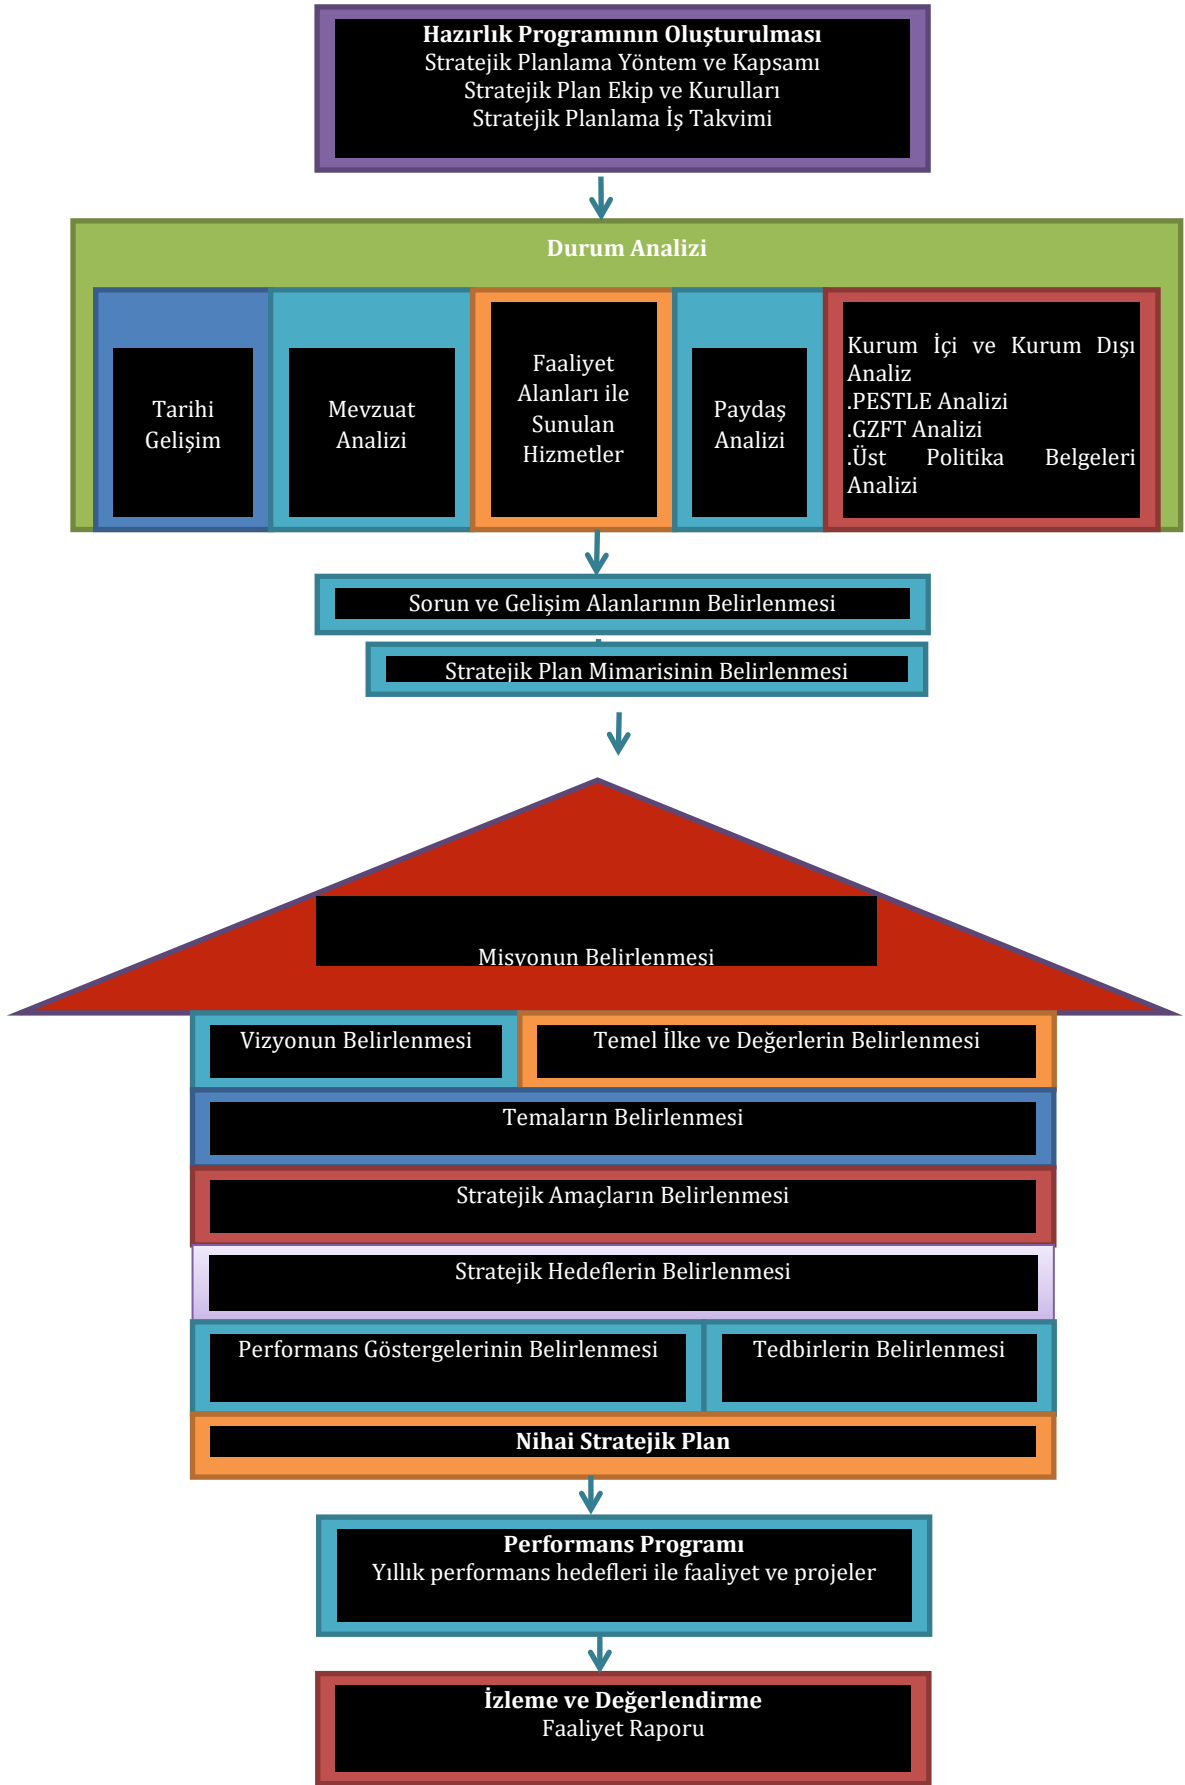 Hazırlık Programının Oluşturulması
Stratejik Planlama Yöntem ve Kapsamı
Stratejik Plan Ekip ve Kurulları
Stratejik Planlama İş Takvimi
Durum Analizi
Tarihi
Gelişim
Mevzuat
Analizi
Faaliyet
Alanları ile
Sunulan
Hizmetler
Paydaş
Analizi
Kurum İçi ve Kurum Dışı
Analiz
.PESTLE Analizi
.GZFT Analizi
.Üst Politika Belgeleri
Analizi
Sorun ve Gelişim Alanlarının Belirlenmesi
Stratejik Plan Mimarisinin Belirlenmesi
Misyonun Belirlenmesi
Vizyonun Belirlenmesi
Temel İlke ve Değerlerin Belirlenmesi
Temaların Belirlenmesi
Stratejik Amaçların Belirlenmesi
Stratejik Hedeflerin Belirlenmesi
Performans Göstergelerinin Belirlenmesi
Tedbirlerin Belirlenmesi
Nihai Stratejik Plan
Performans Programı
Yıllık performans hedefleri ile faaliyet ve projeler
İzleme ve Değerlendirme
Faaliyet Raporu